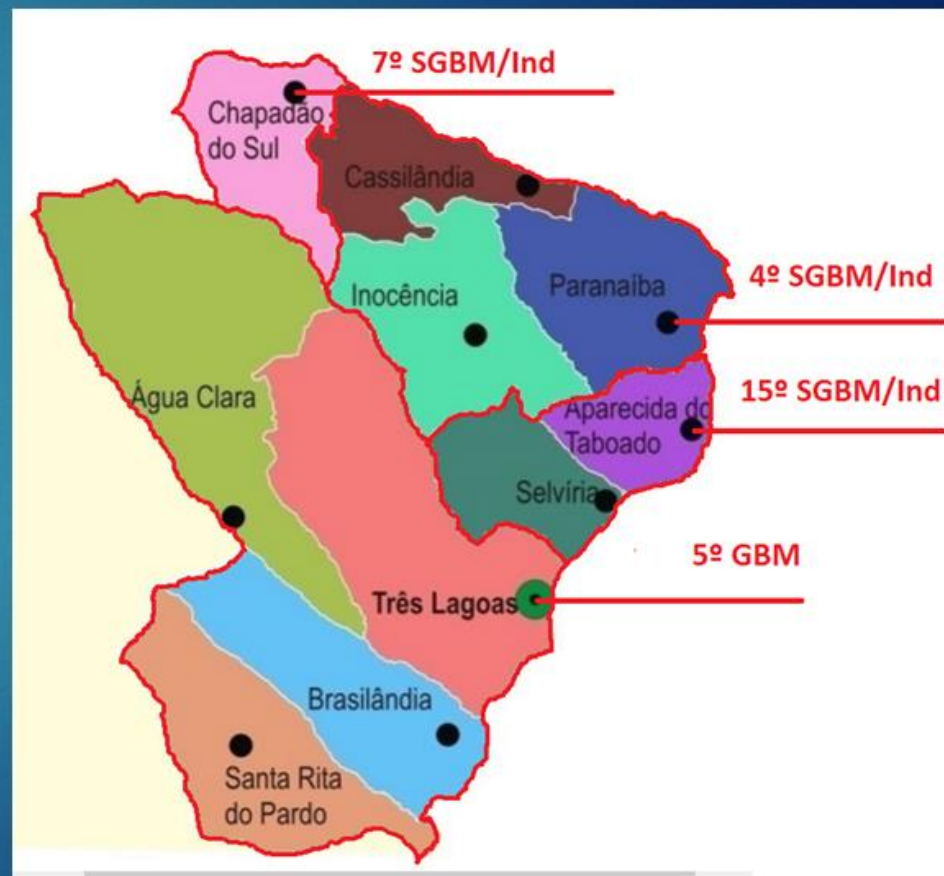 7º SGBM/Ind
Chapadão
do Sul
Cassilândia
4º SGBM/Ind
Inocência
Paranaíba
15º SGBM/Ind
Água Clara
Aparecida do
Taboado
Selvíria
5º GBM
Três Lagoas
Brasilândia
Santa Rita
do Pardo